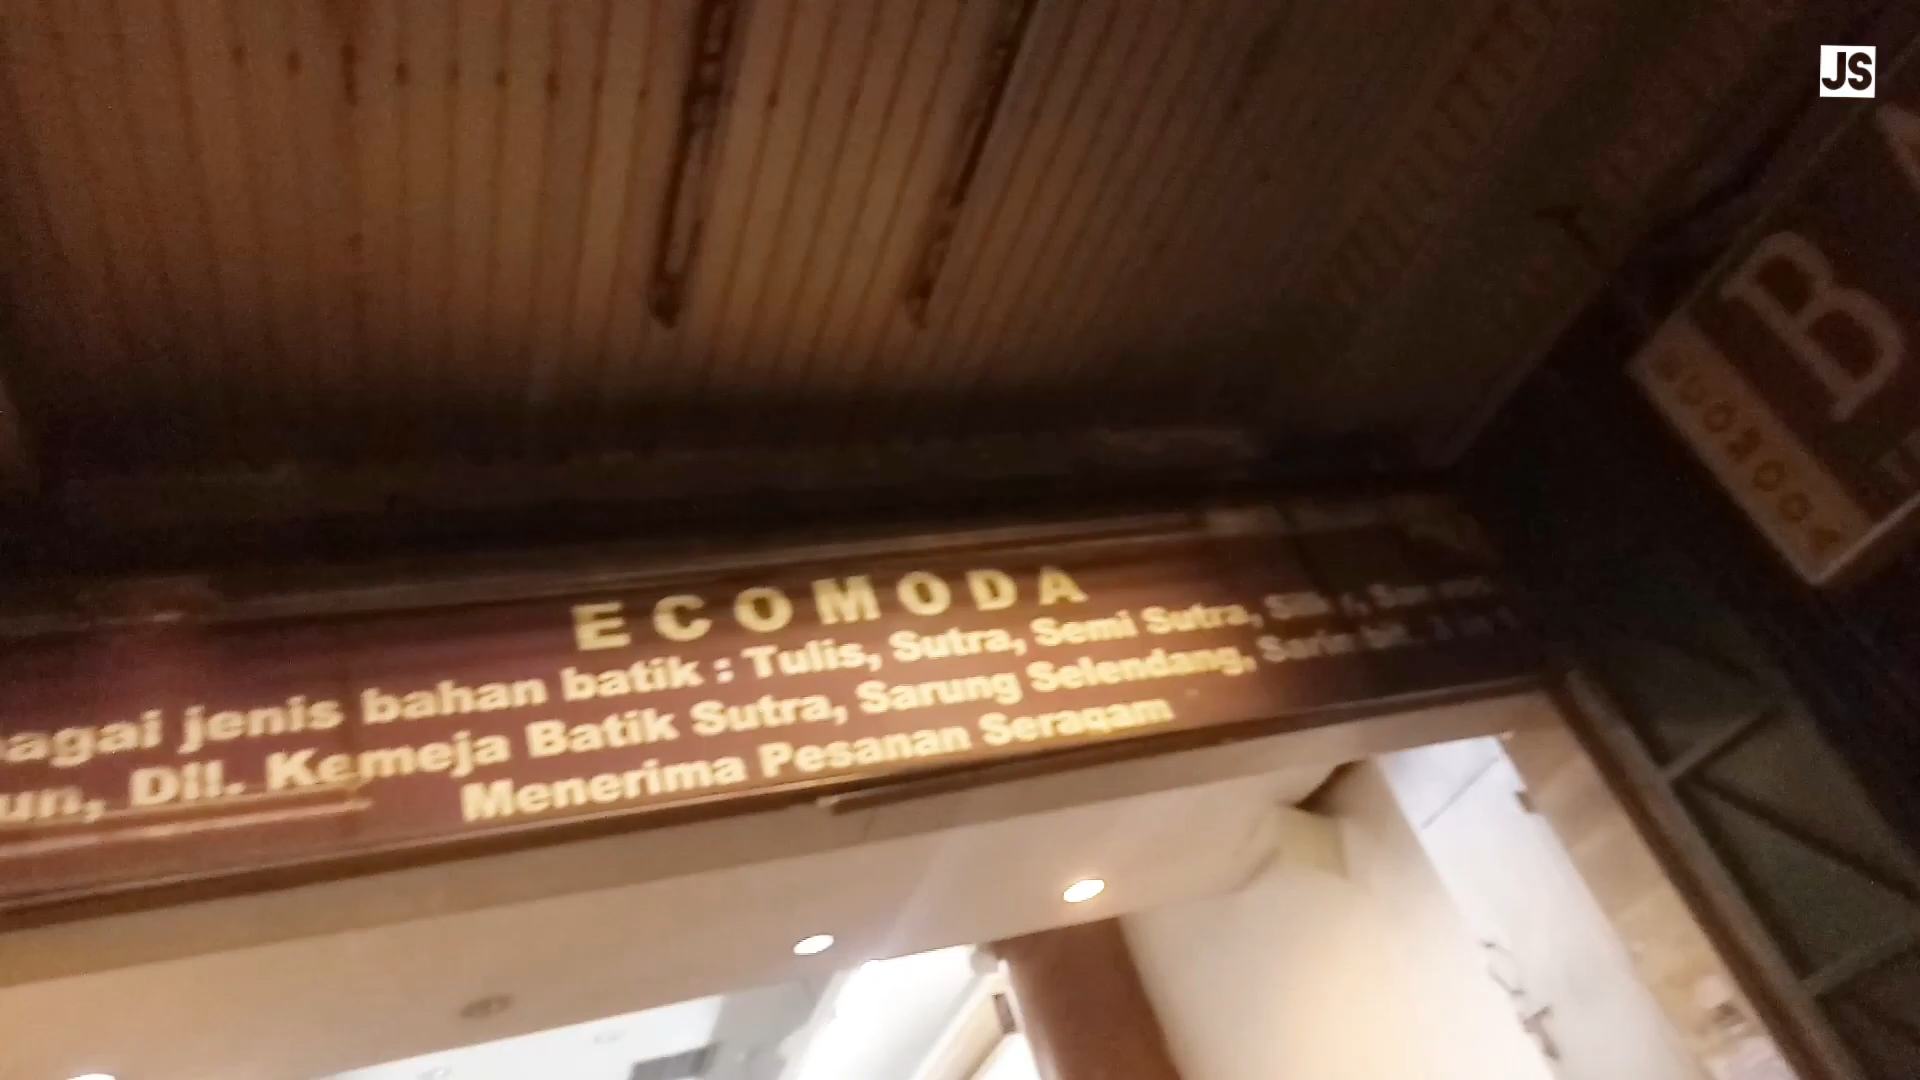 JS
B
ECOMODA
bagai jenis bahan batik : Tulis, Sutra, Semi Sutra,
un, Dll. Kemeja Batik Sutra, Sarung Selendang,
Menerima Pesanan Seragam